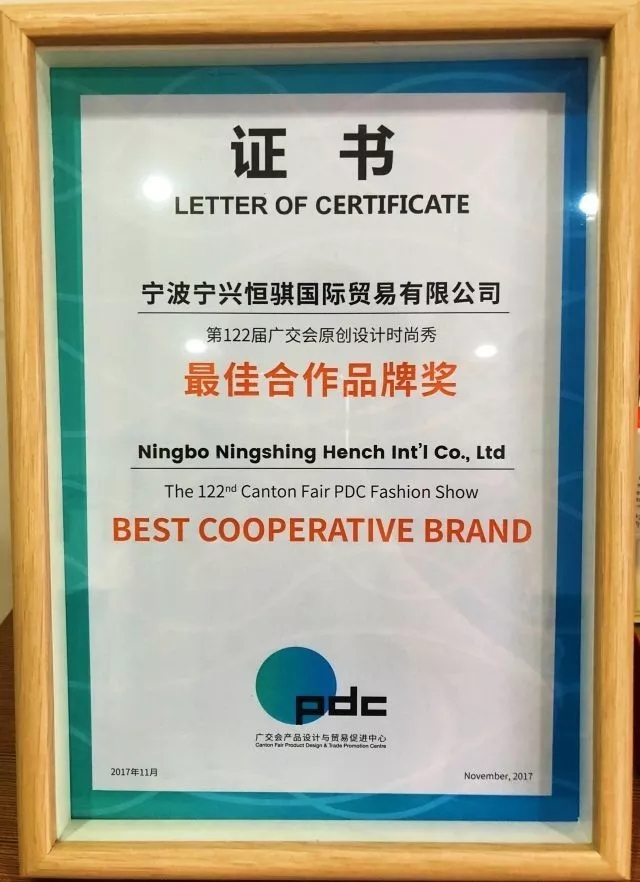 证 书
LETTER OF CERTIFICATE
宁波宁兴恒骐国际贸易有限公司
第122届广交会原创设计时尚秀
最佳合作品牌奖
Ningbo Ningshing Hench Int'l Co., Ltd
The 122nd Canton Fair PDC Fashion Show
BEST COOPERATIVE BRAND
pdc
广交会产品设计与贸易促进中心
Canton Fair Product Design & Trade Promotion Centre
2017年11月
November, 2017